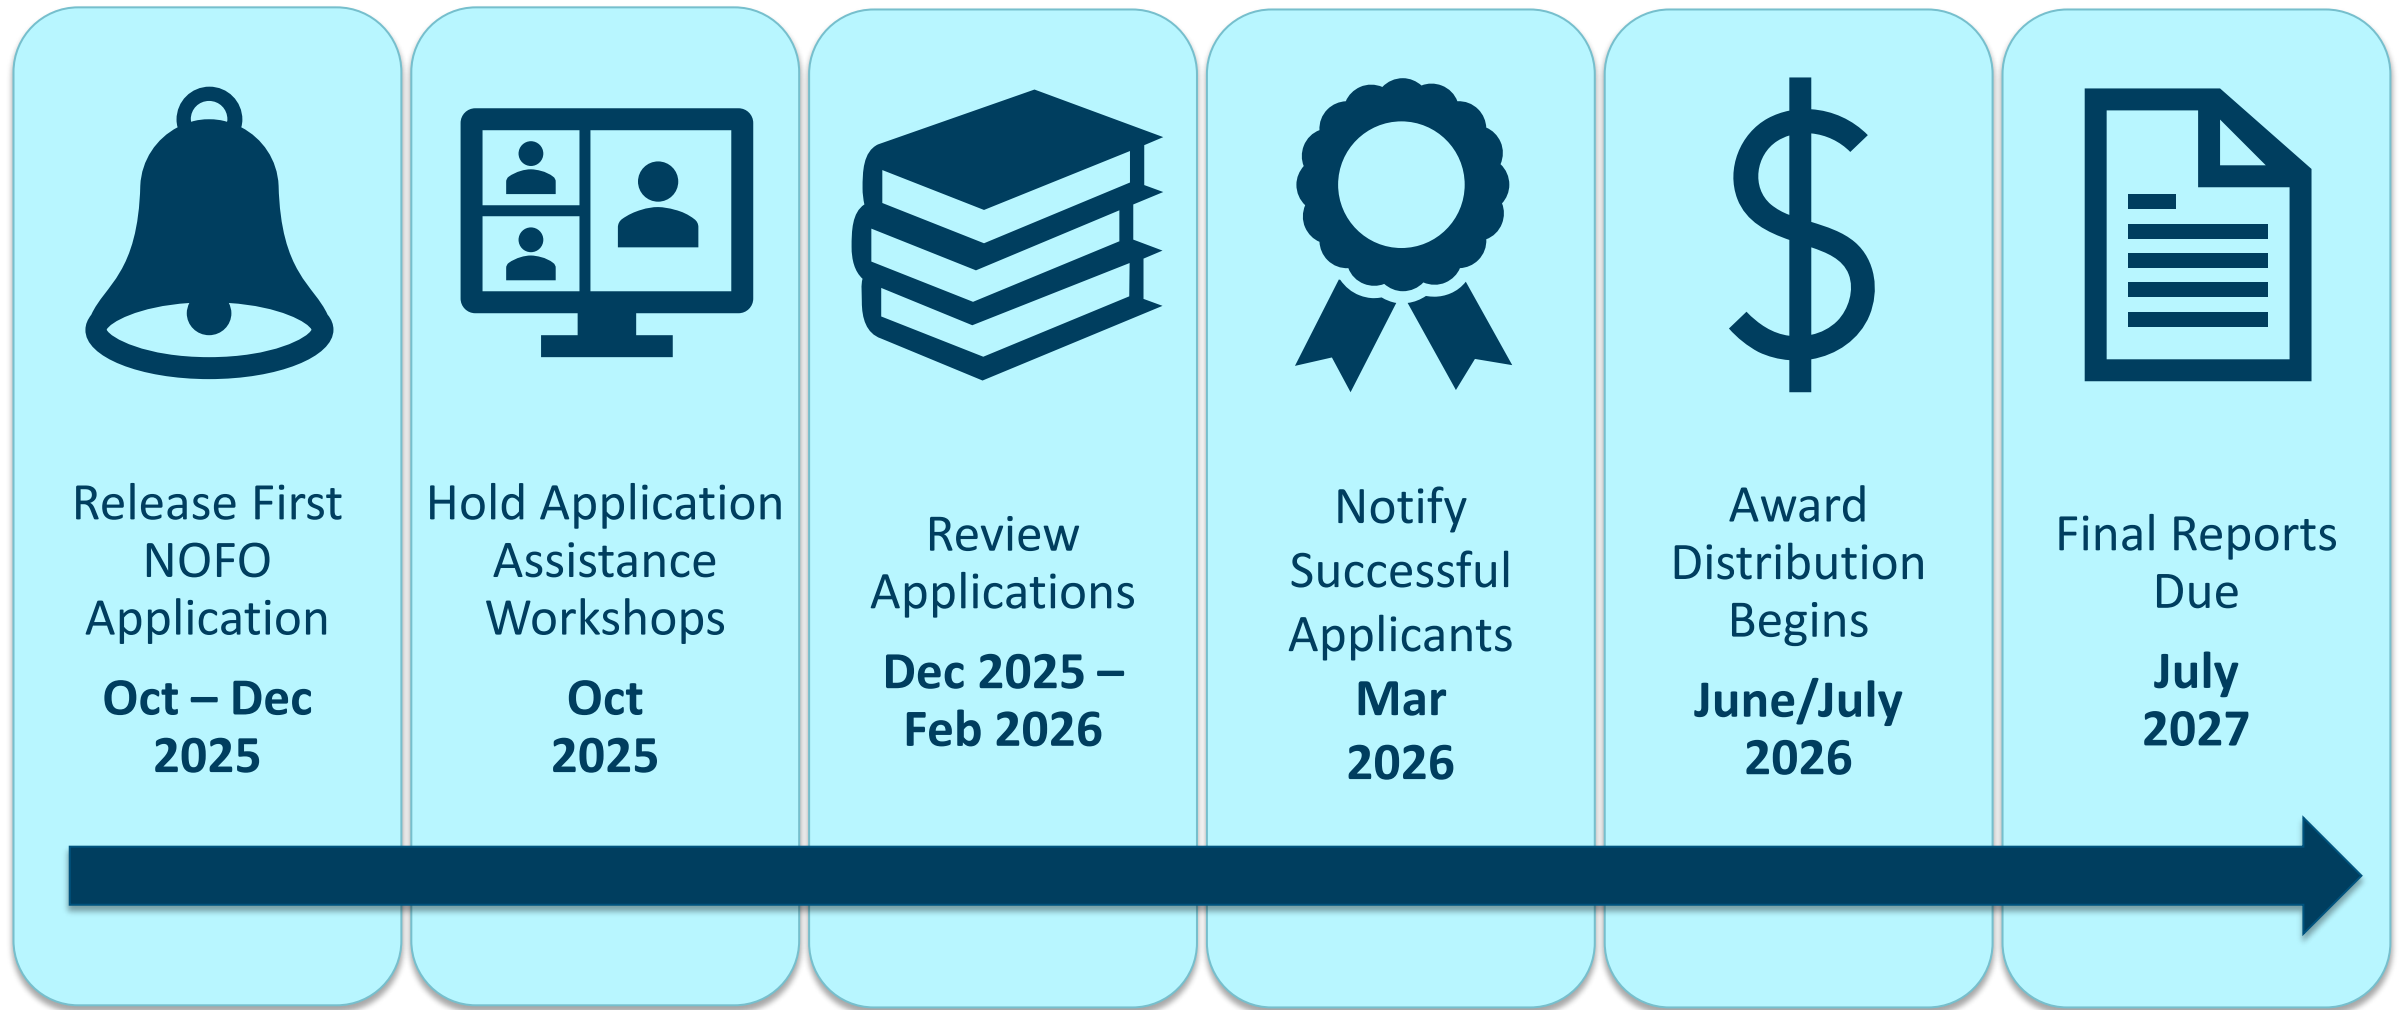 Release First
NOFO
Application
Oct – Dec
2025
Hold Application
Assistance
Workshops
Oct
2025
Review
Applications
Dec 2025 –
Feb 2026
Notify
Successful
Applicants
Mar
2026
Award
Distribution
Begins
June/July
2026
Final Reports
Due
July
2027